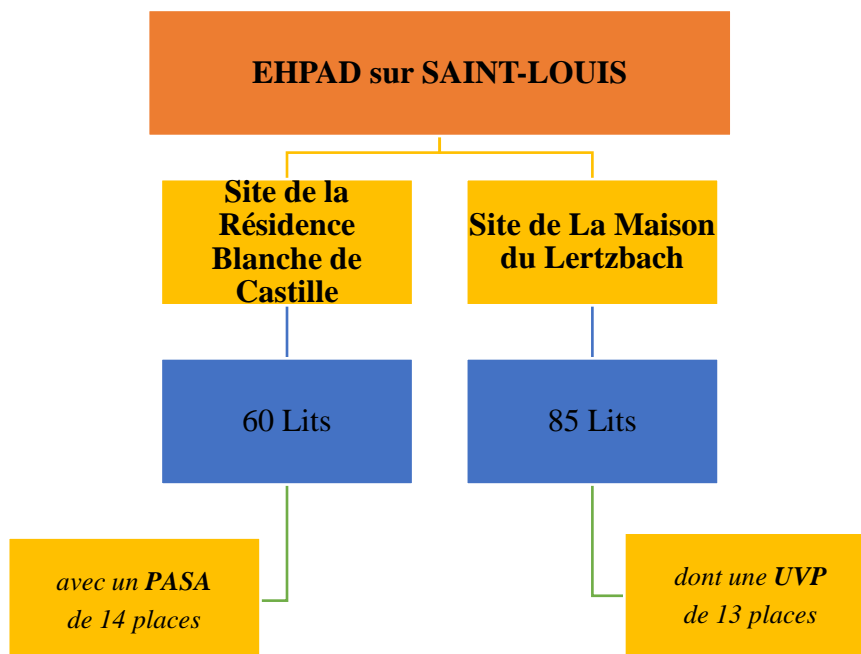 EHPAD sur SAINT-LOUIS
Site de la
Résidence
Blanche de
Castille
Site de La Maison
du Lertzbach
60 Lits
85 Lits
avec un PASA
de 14 places
dont une UVP
de 13 places